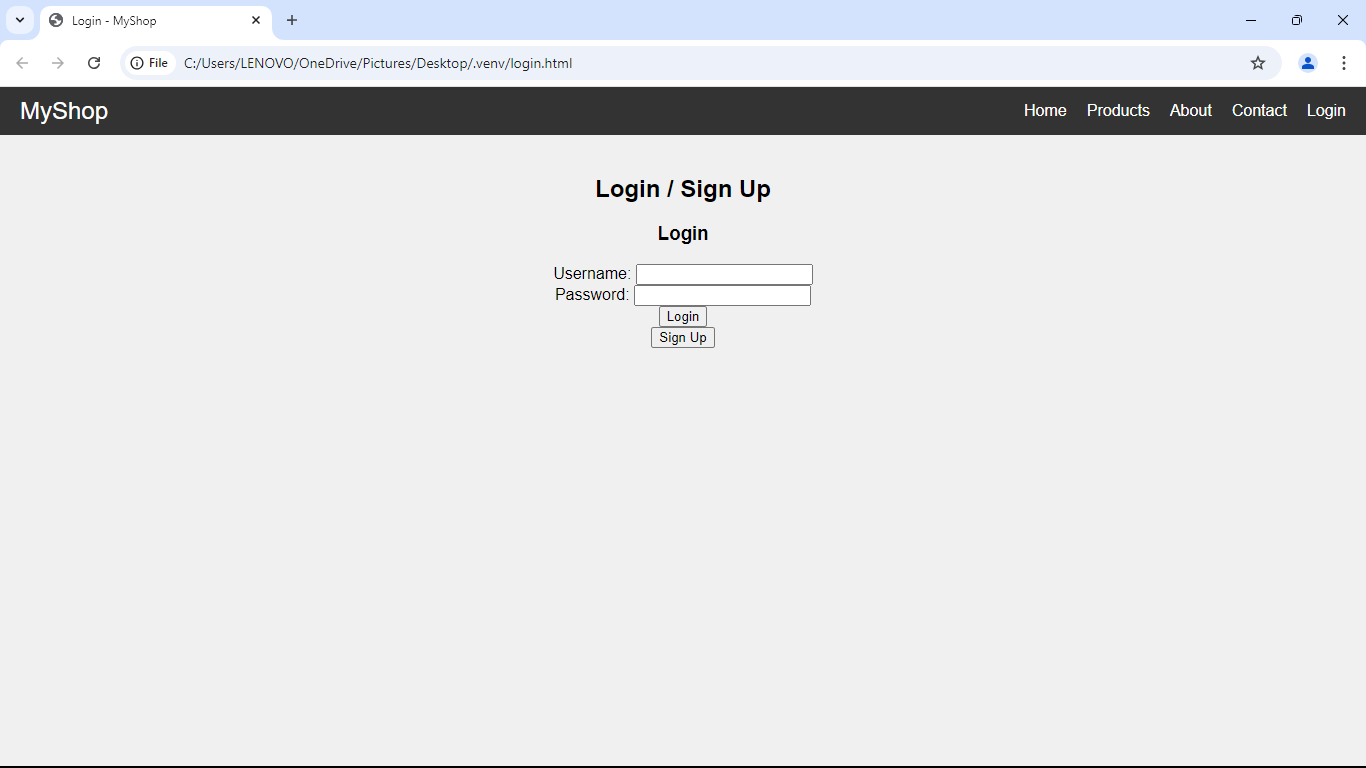 Login - MyShop
File C:/Users/LENOVO/OneDrive/Pictures/Desktop/.venv/login.html
MyShop Home Products About Contact Login
Login / Sign Up
Login
Username:
Password:
Login
Sign Up